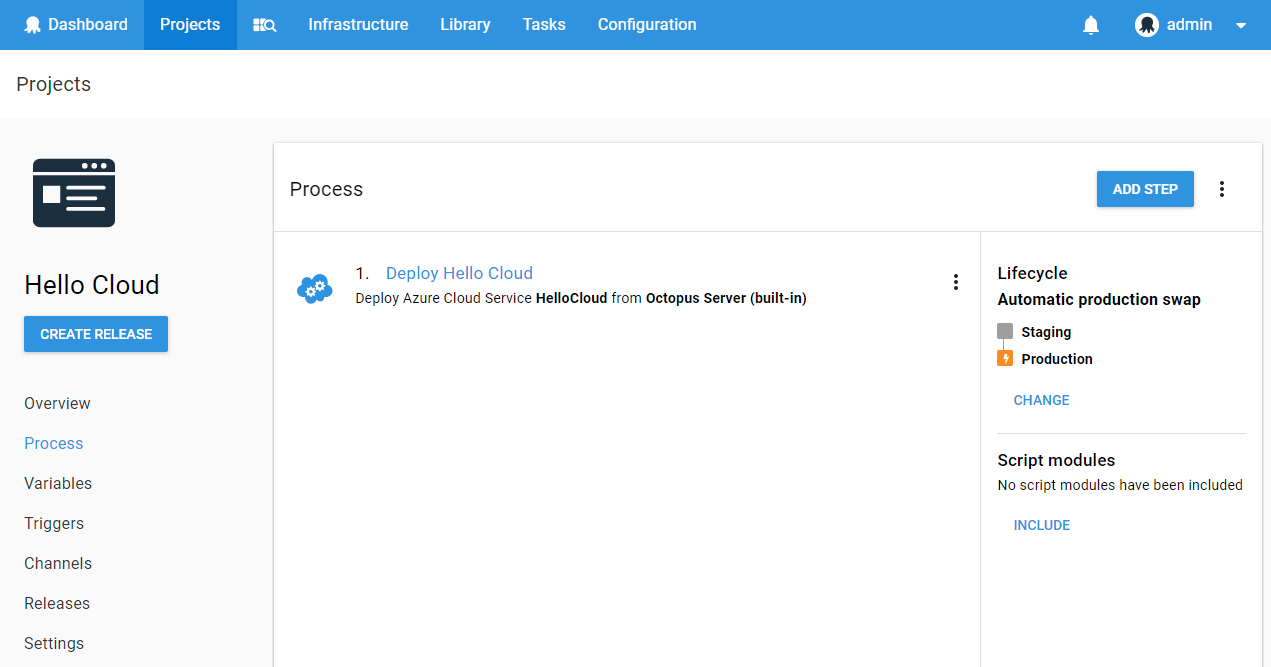 Dashboard Projects Infrastructure Library Tasks Configuration admin
Projects
Process
ADD STEP
Hello Cloud
CREATE RELEASE
Overview
Process
Variables
Triggers
Channels
Releases
Settings
1. Deploy Hello Cloud
Deploy Azure Cloud Service HelloCloud from Octopus Server (built-in)
Lifecycle
Automatic production swap
Staging
Production
CHANGE
Script modules
No script modules have been included
INCLUDE